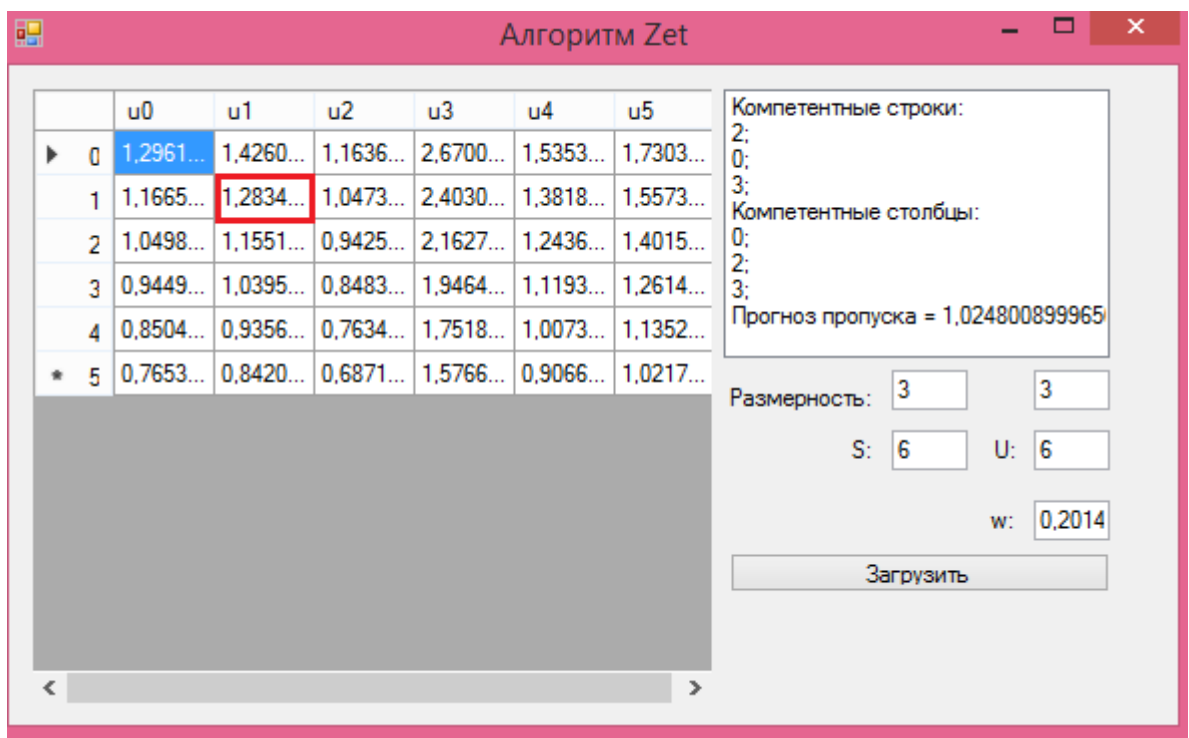 Алгоритм Zet
u0 u1 u2 u3 u4 u5
0 1,2961... 1,4260... 1,1636... 2,6700... 1,5353... 1,7303...
1 1,1665... 1,2834... 1,0473... 2,4030... 1,3818... 1,5573...
2 1,0498... 1,1551... 0,9425... 2,1627... 1,2436... 1,4015...
3 0,9449... 1,0395... 0,8483... 1,9464... 1,1193... 1,2614...
4 0,8504... 0,9356... 0,7634... 1,7518... 1,0073... 1,1352...
* 5 0,7653... 0,8420... 0,6871... 1,5766... 0,9066... 1,0217...
Компетентные строки:
2;
0;
3;
Компетентные столбцы:
0;
2;
3;
Прогноз пропуска = 1,0248008999650
Размерность: 3 3
S: 6 U: 6
w: 0,2014
Загрузить